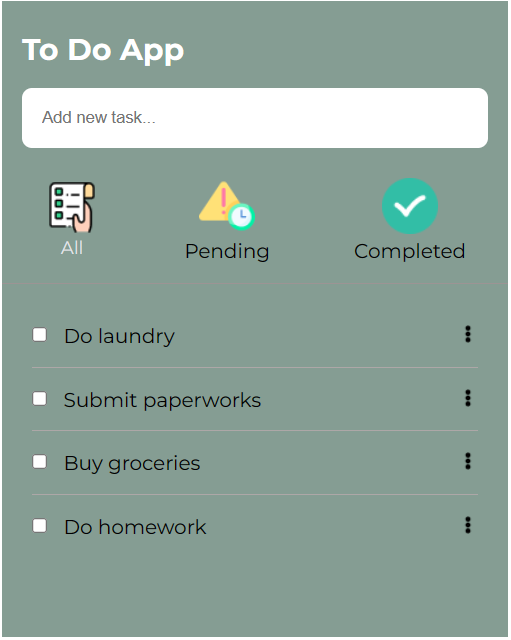 To Do App
Add new task...
All
Pending
Completed
Do laundry
Submit paperworks
Buy groceries
Do homework